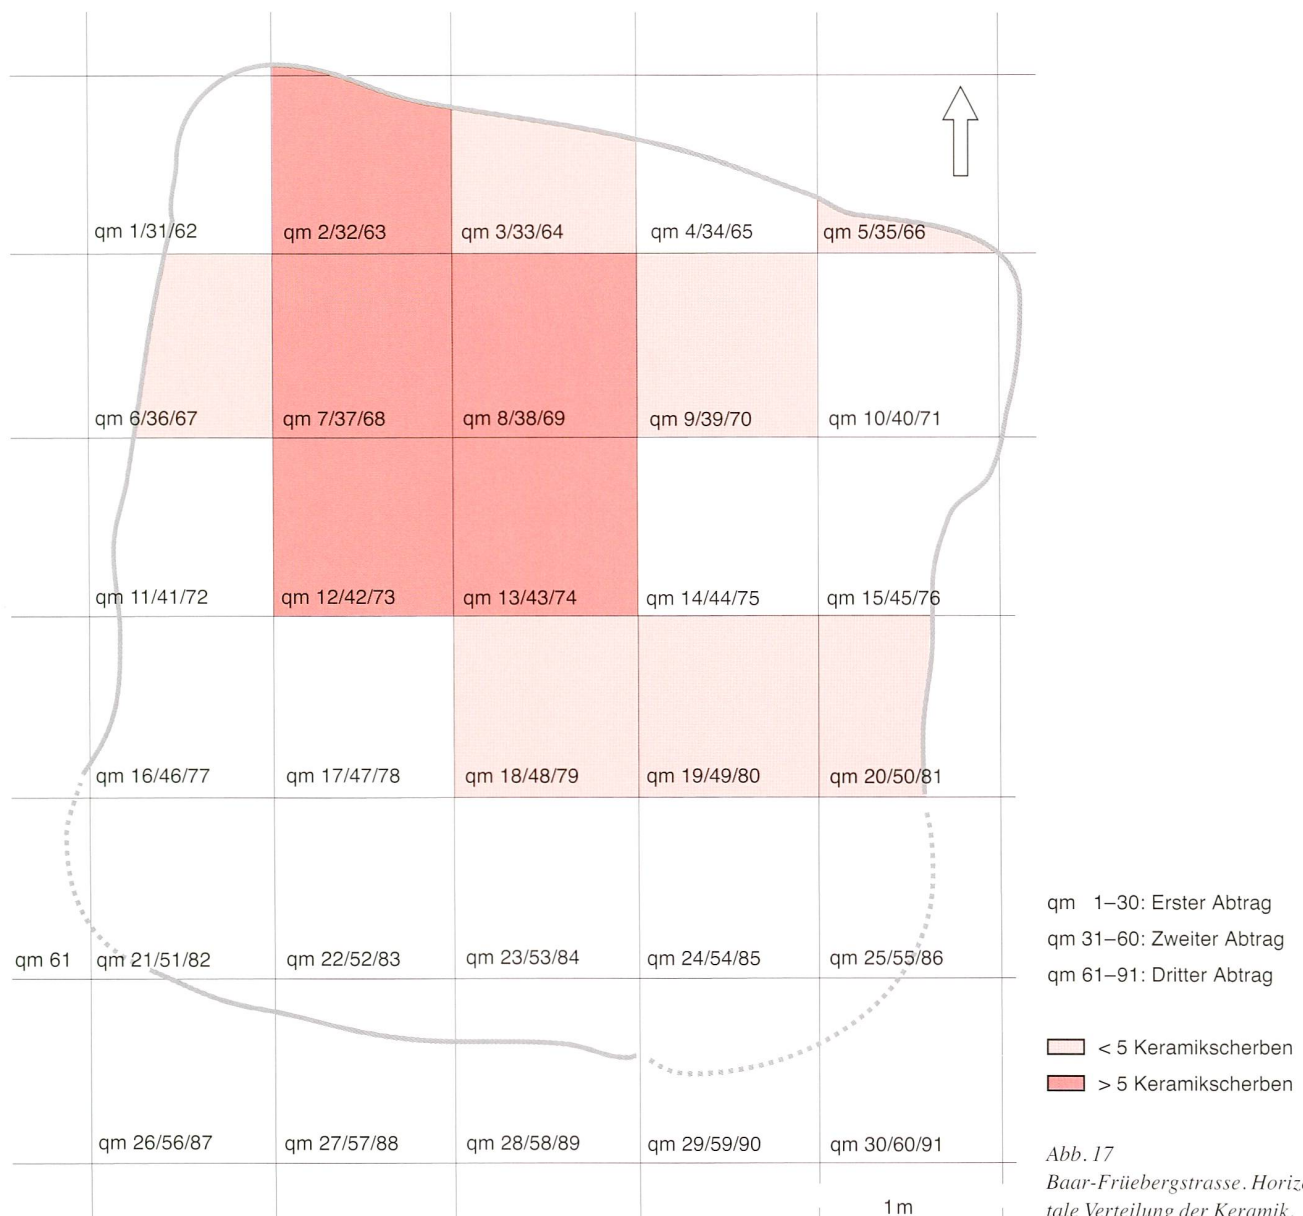 qm 1/31/62 qm 2/32/63 qm 3/33/64 qm 4/34/65 qm 5/35/66
qm 6/36/67 qm 7/37/68 qm 8/38/69 qm 9/39/70 qm 10/40/71
qm 11/41/72 qm 12/42/73 qm 13/43/74 qm 14/44/75 qm 15/45/76
qm 16/46/77 qm 17/47/78 qm 18/48/79 qm 19/49/80 qm 20/50/81
qm 61 qm 21/51/82 qm 22/52/83 qm 23/53/84 qm 24/54/85 qm 25/55/86
qm 26/56/87 qm 27/57/88 qm 28/58/89 qm 29/59/90 qm 30/60/91
1 m
qm 1–30: Erster Abtrag
qm 31–60: Zweiter Abtrag
qm 61–91: Dritter Abtrag
< 5 Keramikscherben
> 5 Keramikscherben
Abb. 17
Baar-Früebergstrasse. Horiz
tale Verteilung der Keramik.